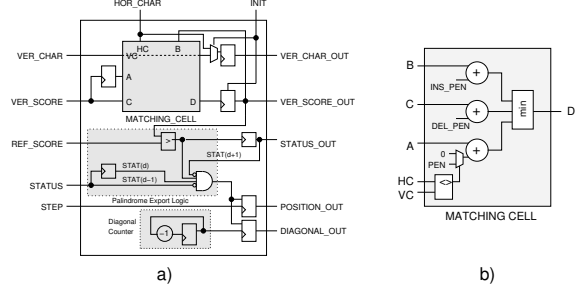 HOR_CHAR INIT
HC B
VER_CHAR VC VER_CHAR_OUT
A
VER_SCORE C D VER_SCORE_OUT
MATCHING_CELL
REF_SCORE > STATUS_OUT
STAT(d+1)
STAT(d)
STATUS STAT(d−1)
Palindrome Export Logic
STEP POSITION_OUT
Diagonal
Counter
−1 DIAGONAL_OUT
a)
B +
INS_PEN
C + min D
DEL_PEN
A +
0
PEN
HC <>
VC
MATCHING CELL
b)